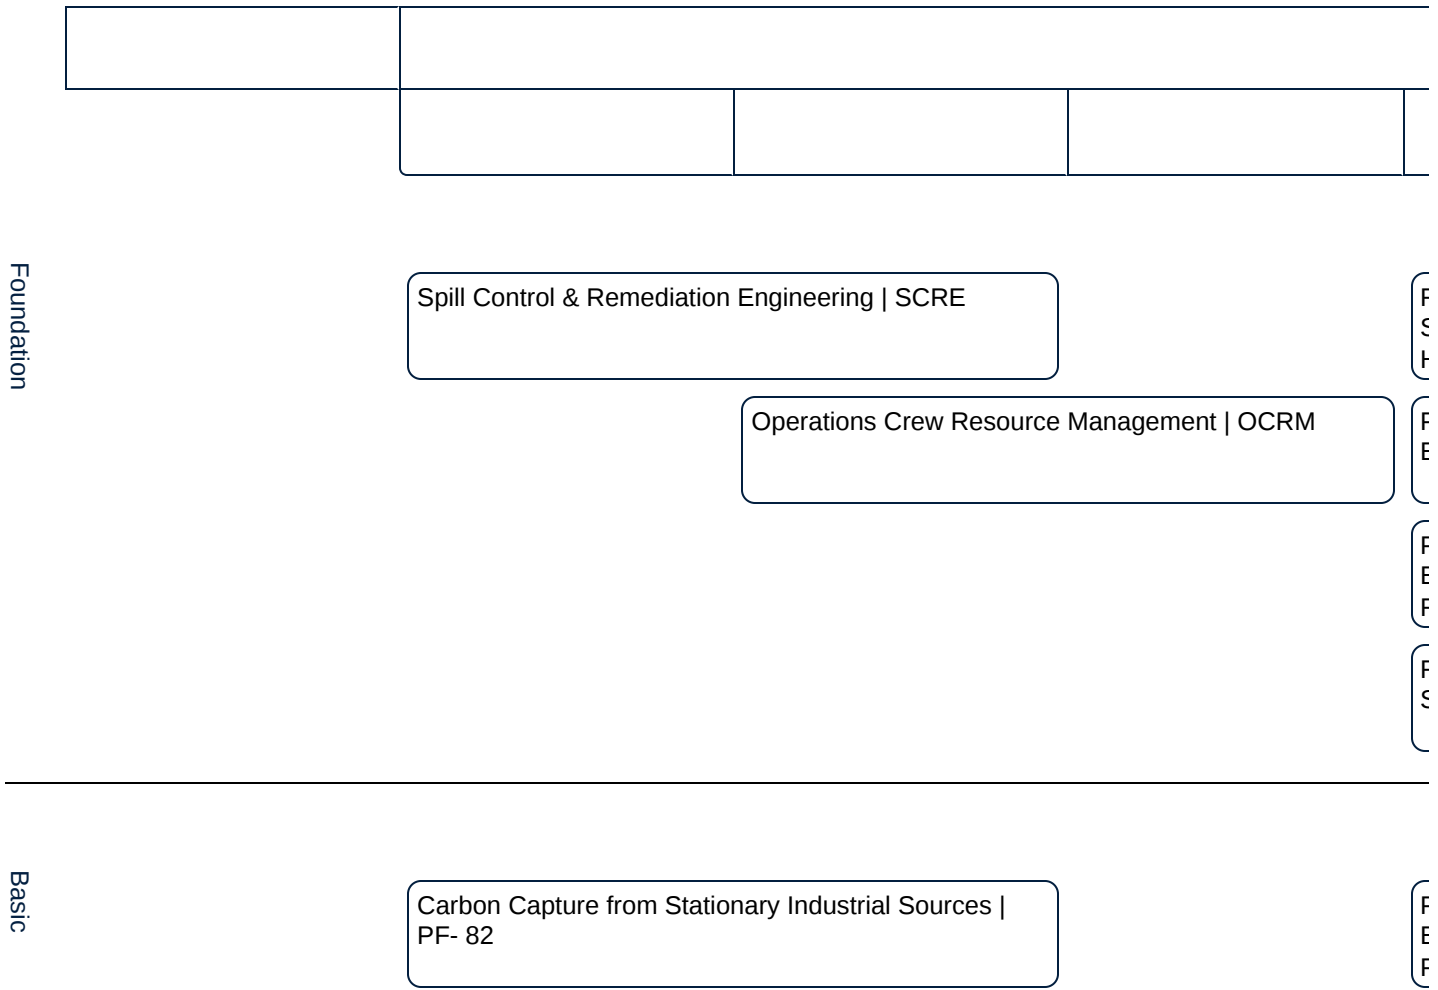 Foundation
Spill Control & Remediation Engineering | SCRE
Operations Crew Resource Management | OCRM
Basic
Carbon Capture from Stationary Industrial Sources |
PF- 82